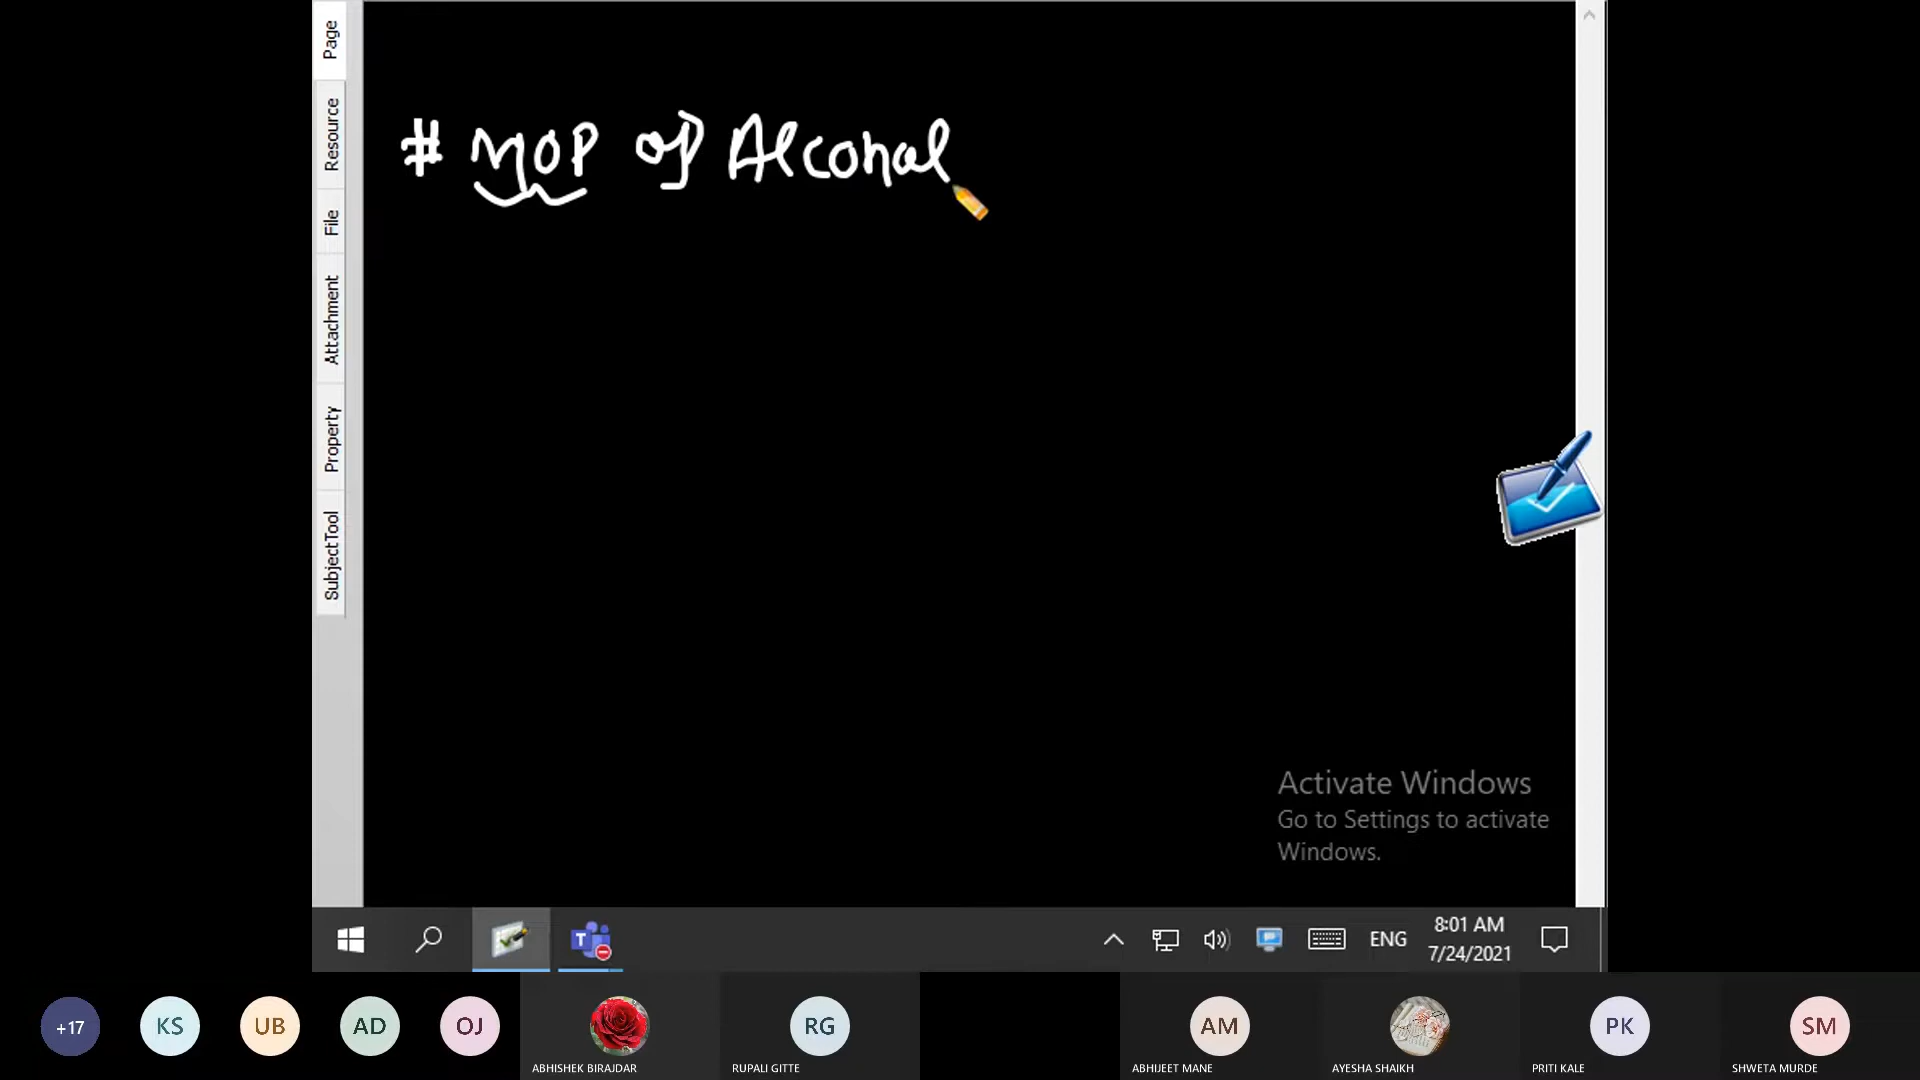 Page
Resource
File
Attachment
Property
SubjectTool
# MOP of Alcohal
Activate Windows
Go to Settings to activate
Windows.
ENG
8:01 AM
7/24/2021
+17
KS
UB
AD
OJ
RG
AM
PK
SM
ABHISHEK BIRAJDAR
RUPALI GITTE
ABHIJEET MANE
AYESHA SHAIKH
PRITI KALE
SHWETA MURDE